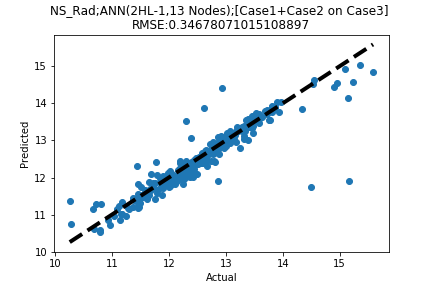 NS_Rad;ANN(2HL-1,13 Nodes);[Case1+Case2 on Case3]
RMSE:0.34678071015108897
15
14
13
12
11
10
Predicted
10 11 12 13 14 15
Actual